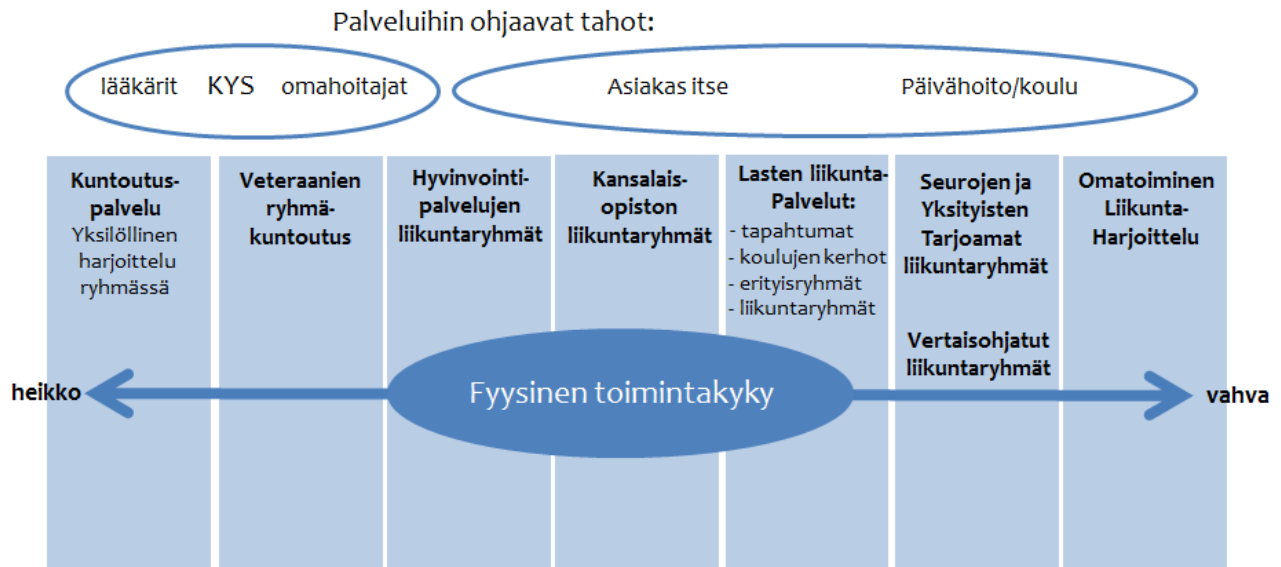 Palveluihin ohjaavat tahot:
lääkärit KYS omahoitajat
Asiakas itse Päivähoito/koulu
Kuntoutus-
palvelu
Yksilöllinen
harjoittelu
ryhmässä
Veteraanien
ryhmä-
kuntoutus
Hyvinvointi-
palvelujen
liikuntaryhmät
Kansalais-
opiston
liikuntaryhmät
Lasten liikunta-
Palvelut:
- tapahtumat
- koulujen kerhot
- erityisryhmät
- liikuntaryhmät
Seurojen ja
Yksityisten
Tarjoamat
liikuntaryhmät
Vertaisohjatut
liikuntaryhmät
Omatoiminen
Liikunta-
Harjoittelu
heikko
Fyysinen toimintakyky
vahva